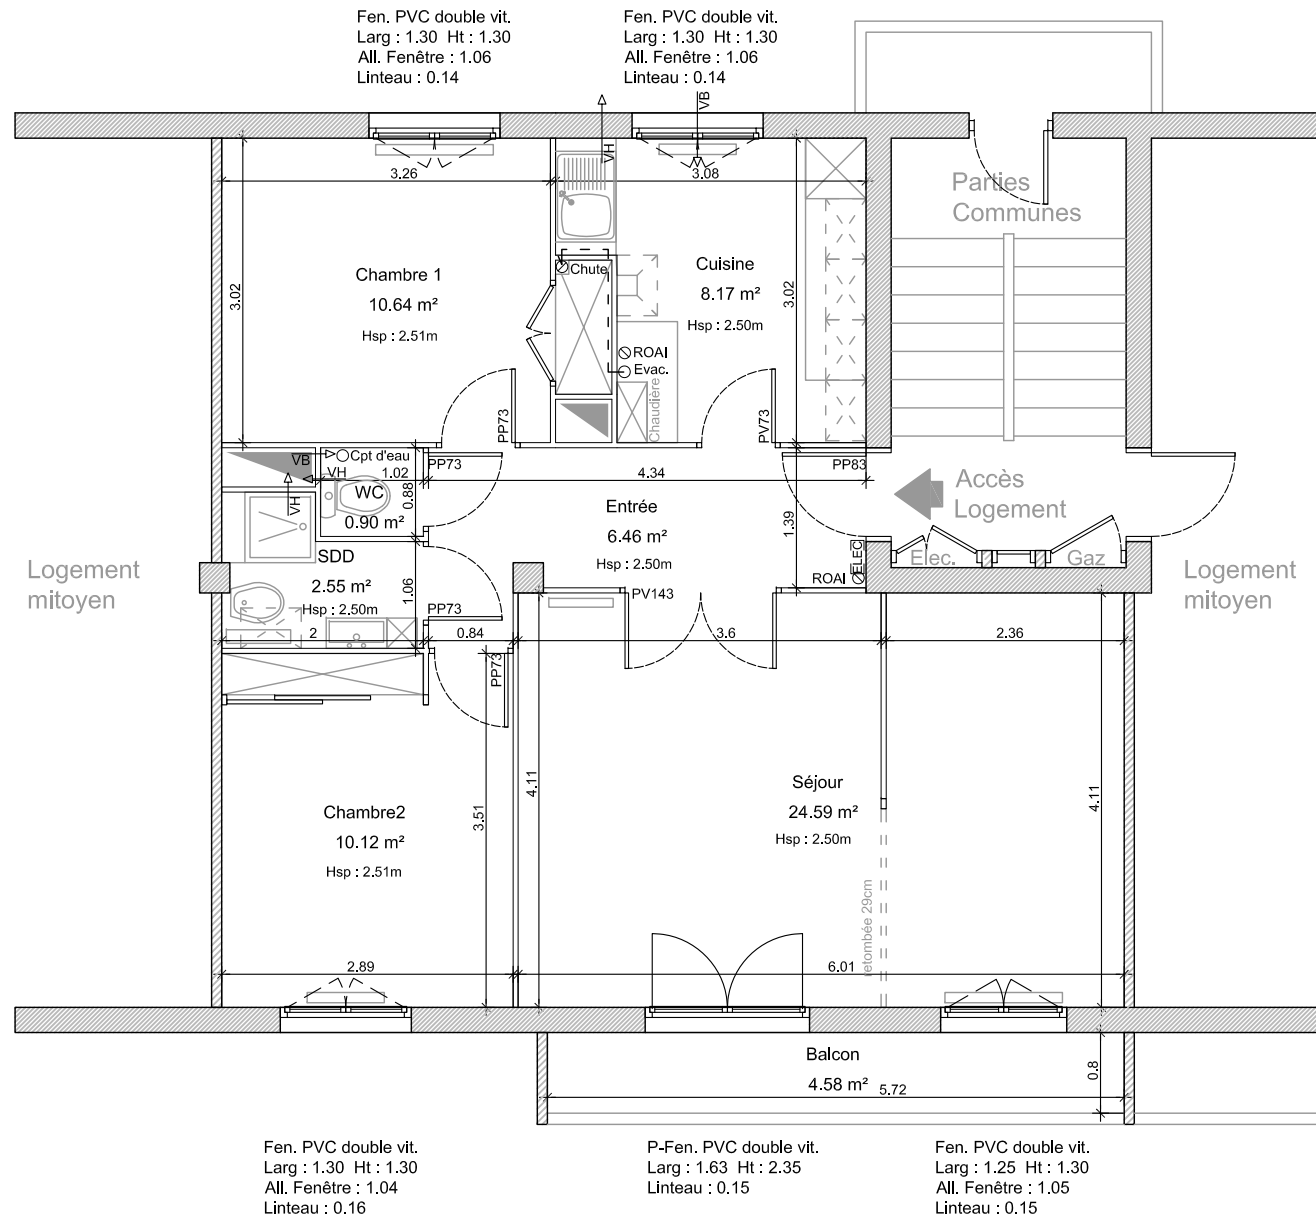 Fen. PVC double vit.
Larg : 1.30 Ht : 1.30
All. Fenêtre : 1.06
Linteau : 0.14
Fen. PVC double vit.
Larg : 1.30 Ht : 1.30
All. Fenêtre : 1.06
Linteau : 0.14
VB
VH
3.26
3.08
Parties
Communes
Chambre 1
10.64 m²
Hsp : 2.51m
3.02
Chute
Cuisine
8.17 m²
Hsp : 2.50m
3.02
ROAI
Evac.
Chaudière
PP73
PV73
VB
Cpt d'eau
VH
1.02
PP73
4.34
PP83
VH
WC
0.90 m²
0.88
Entrée
6.46 m²
Hsp : 2.50m
1.39
Accès
Logement
SDD
2.55 m²
Hsp : 2.50m
1.06
ELEC
ROAI
Elec.
Gaz
Logement
mitoyen
Logement
mitoyen
PP73
PV143
2
0.84
3.6
2.36
PP73
4.11
3.51
Chambre2
10.12 m²
Hsp : 2.51m
Séjour
24.59 m²
Hsp : 2.50m
4.11
retombée 29cm
2.89
6.01
Balcon
4.58 m²
5.72
0.8
Fen. PVC double vit.
Larg : 1.30 Ht : 1.30
All. Fenêtre : 1.04
Linteau : 0.16
P-Fen. PVC double vit.
Larg : 1.63 Ht : 2.35
Linteau : 0.15
Fen. PVC double vit.
Larg : 1.25 Ht : 1.30
All. Fenêtre : 1.05
Linteau : 0.15